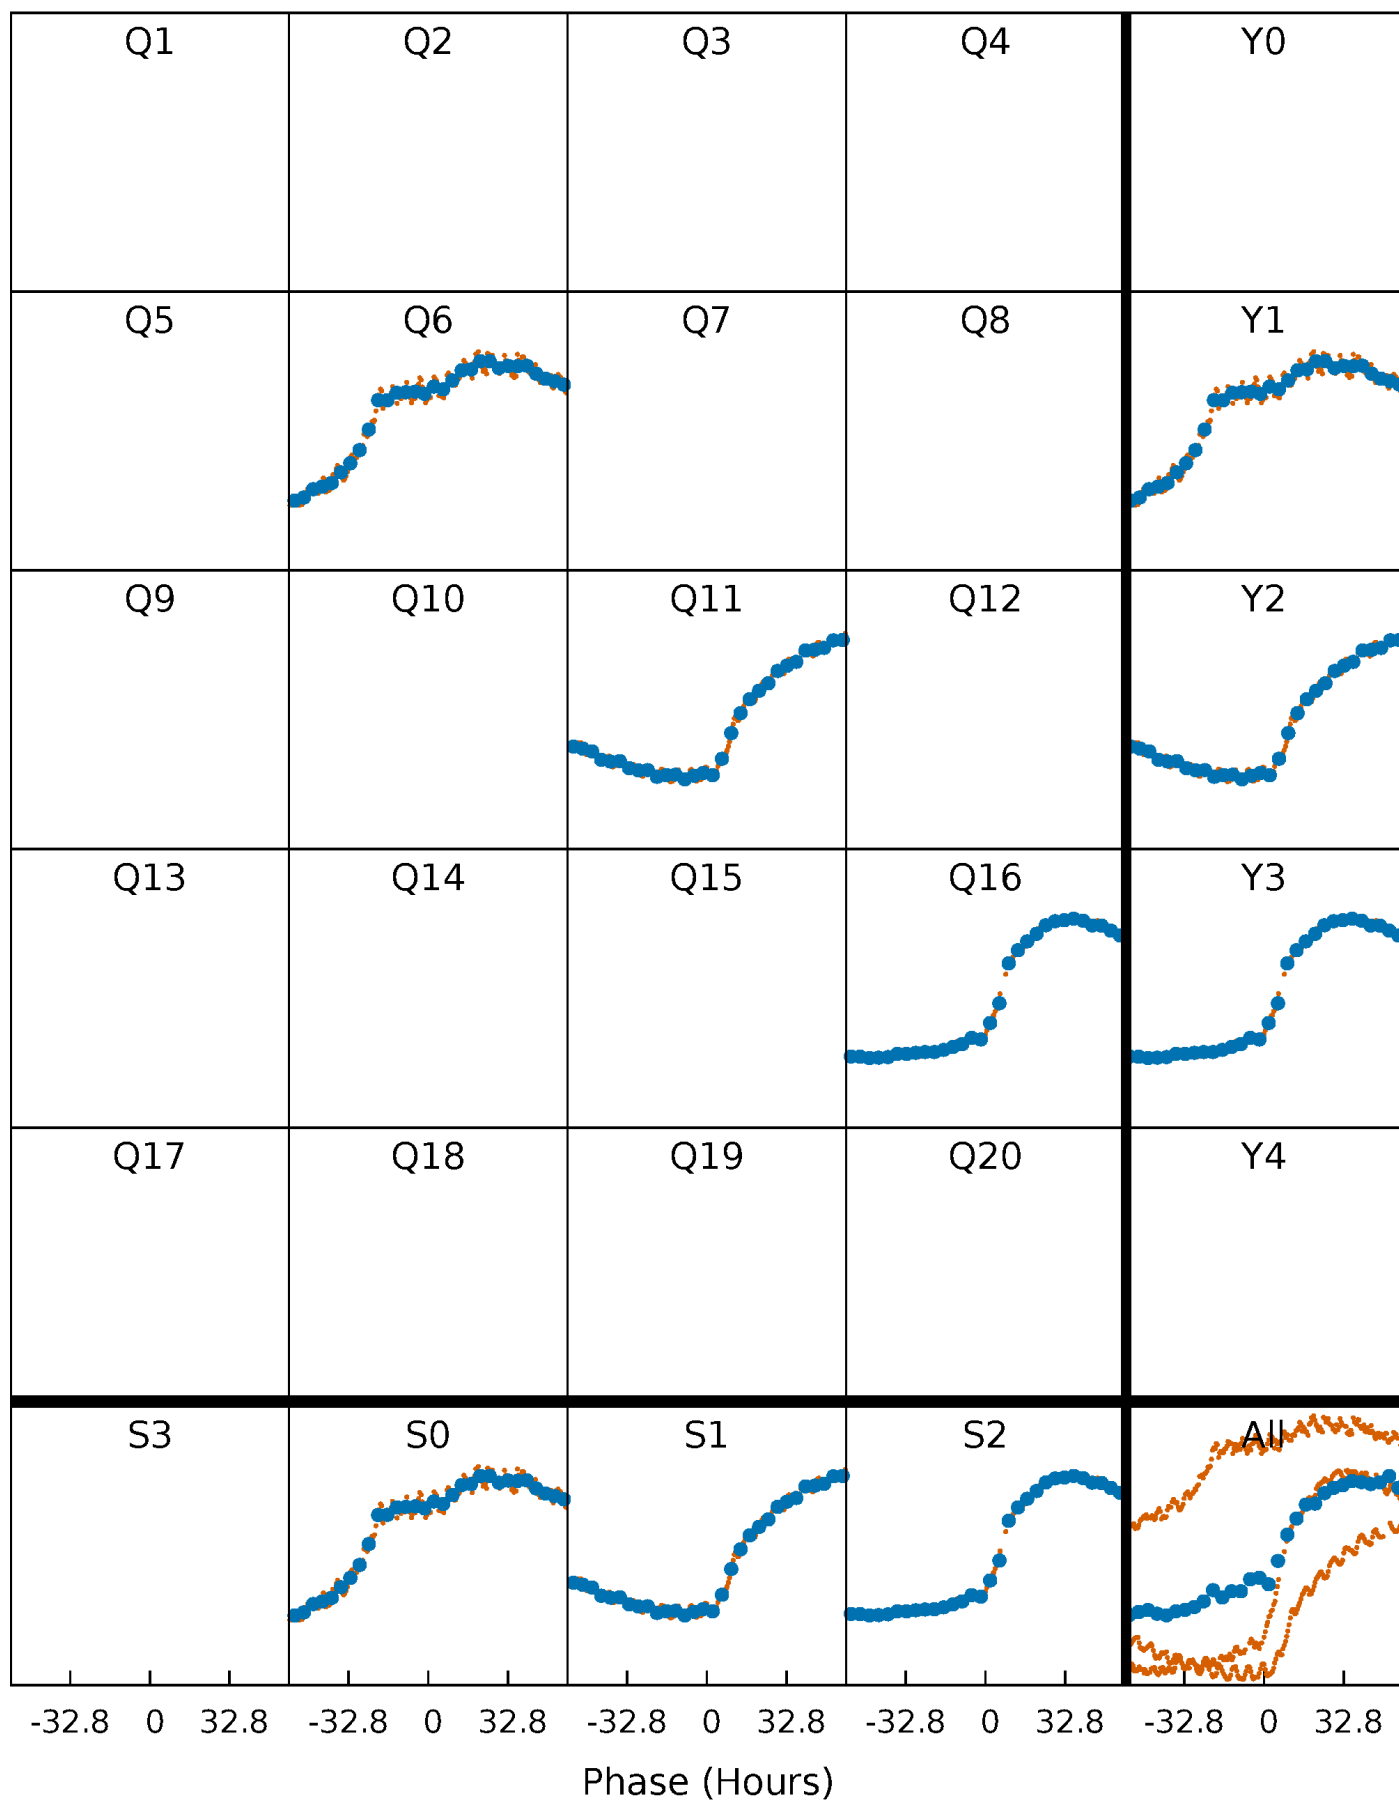 Q1 Q2 Q3 Q4 Y0
Q5 Q6 Q7 Q8 Y1
Q9 Q10 Q11 Q12 Y2
Q13 Q14 Q15 Q16 Y3
Q17 Q18 Q19 Q20 Y4
S3 S0 S1 S2 All
-32.8 0 32.8 -32.8 0 32.8 -32.8 0 32.8 -32.8 0 32.8 -32.8 0 32.8
Phase (Hours)